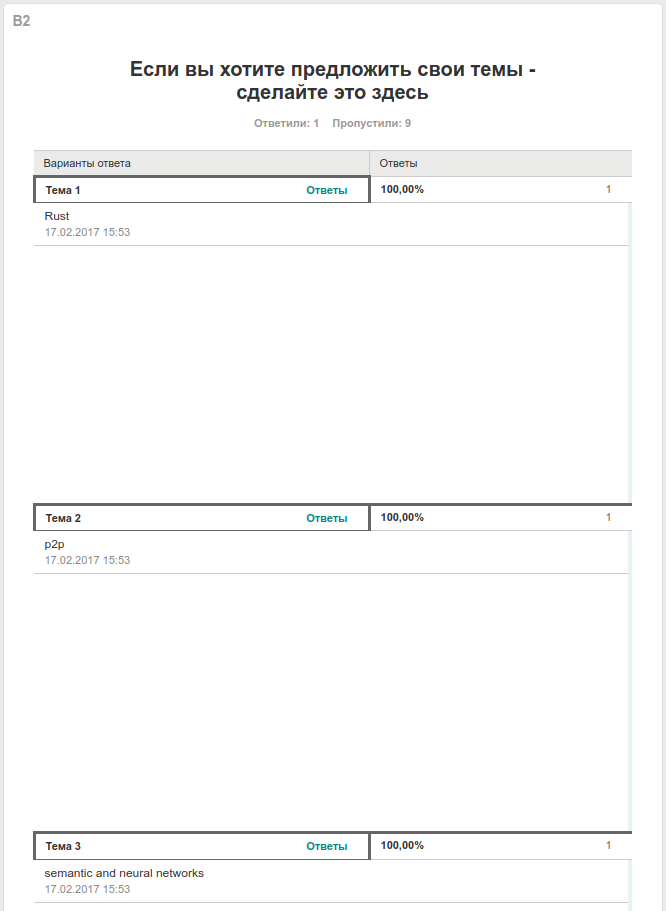 В2
Если вы хотите предложить свои темы -
сделайте это здесь
Ответили: 1 Пропустили: 9
Варианты ответа Ответы
Тема 1 Ответы 100,00% 1
Rust
17.02.2017 15:53
Тема 2 Ответы 100,00% 1
p2p
17.02.2017 15:53
Тема 3 Ответы 100,00% 1
semantic and neural networks
17.02.2017 15:53